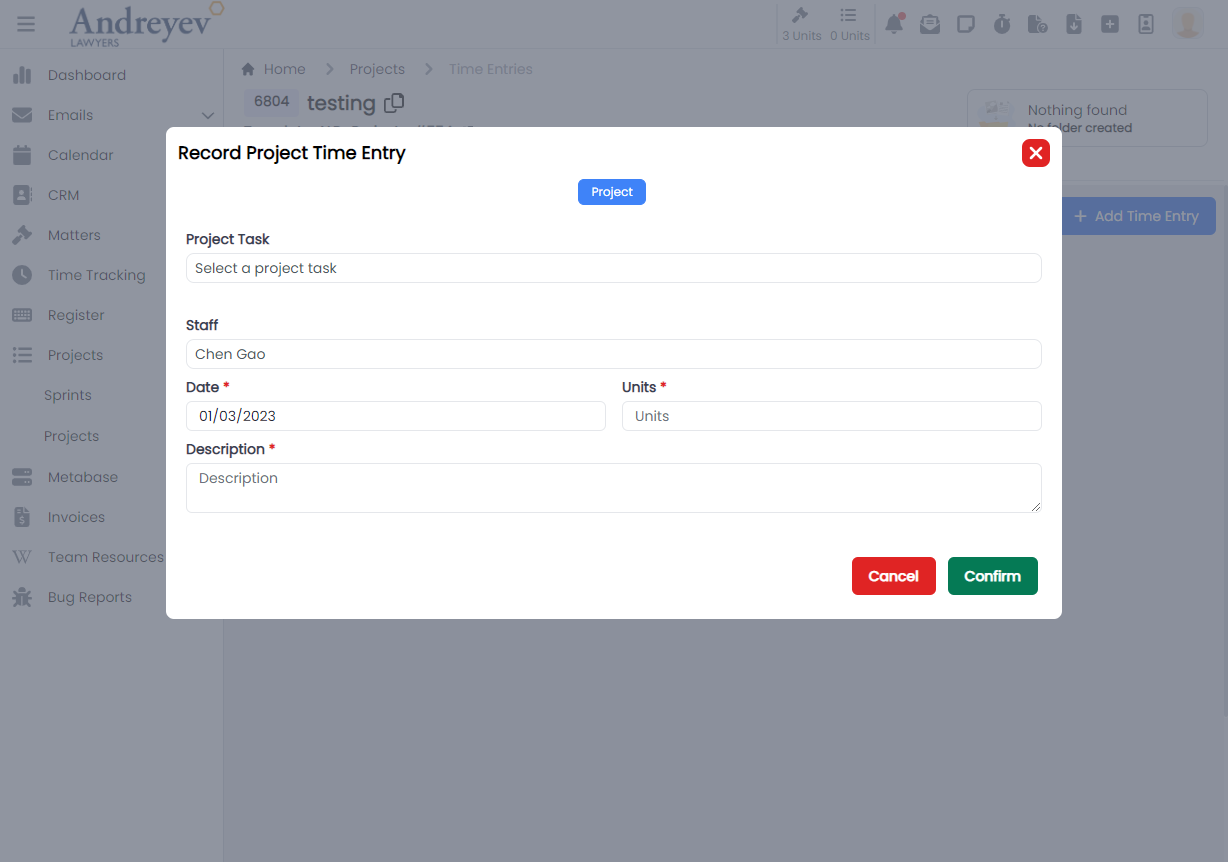 Andreyev
LAWYERS
3 Units 0 Units
Dashboard
Emails
Calendar
CRM
Matters
Time Tracking
Register
Projects
Sprints
Projects
Metabase
Invoices
Team Resources
Bug Reports
Home Projects Time Entries
6804 testing
Nothing found
No folder created
+ Add Time Entry
Record Project Time Entry
Project
Project Task
Select a project task
Staff
Chen Gao
Date * Units *
01/03/2023 Units
Description *
Description
Cancel Confirm